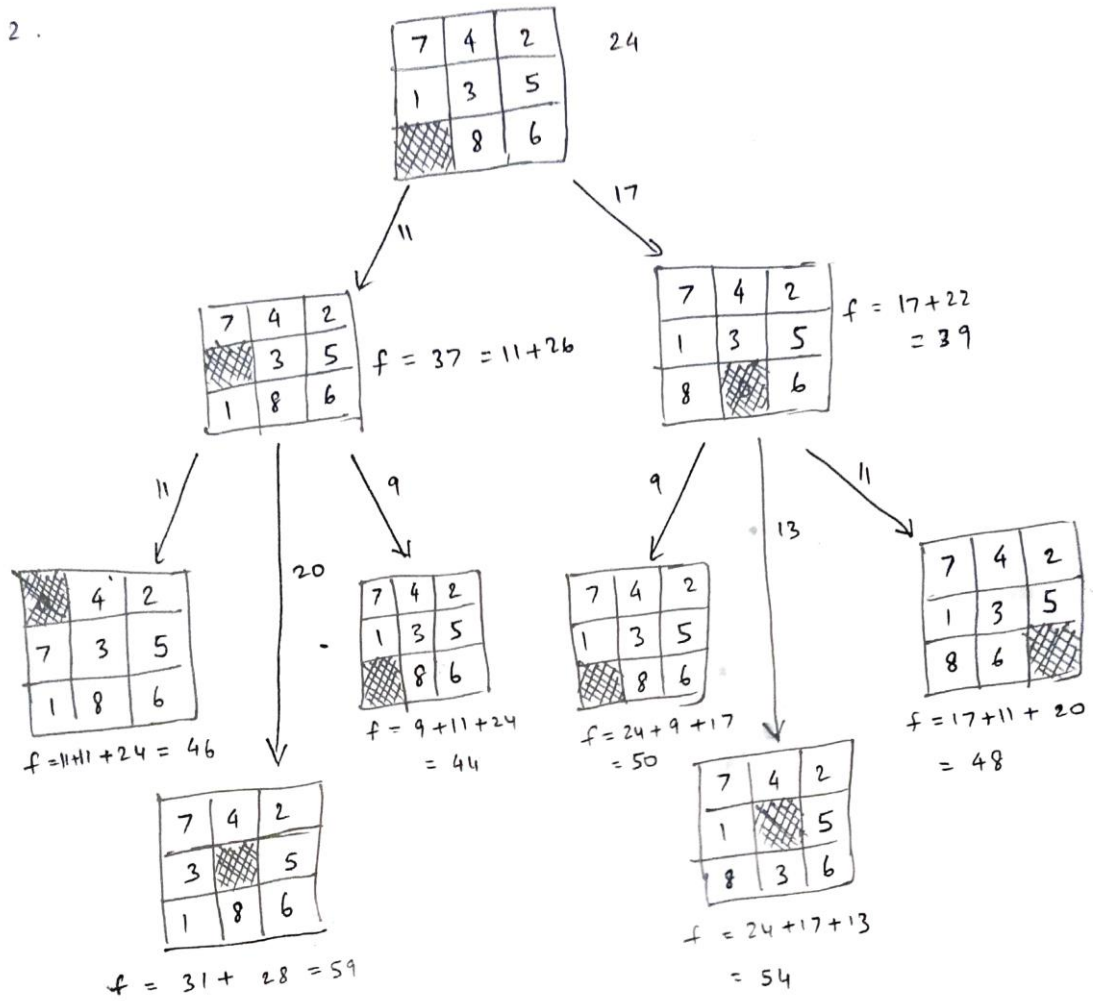 2.
7 4 2
1 3 5
8 6
24
11
17
7 4 2
3 5
1 8 6
f = 37 = 11+26
7 4 2
1 3 5
8 6
f = 17+22
= 39
11
20
9
9
13
11
4 2
7 3 5
1 8 6
f=11+11+24 = 46
7 4 2
1 3 5
8 6
f= 9+11+24
= 44
7 4 2
1 3 5
8 6
f= 24+9+17
= 50
7 4 2
1 3 5
8 6
f=17+11+ 20
= 48
7 4 2
3 5
1 8 6
f = 31+ 28 = 59
7 4 2
1 5
8 3 6
f = 24+17+13
= 54